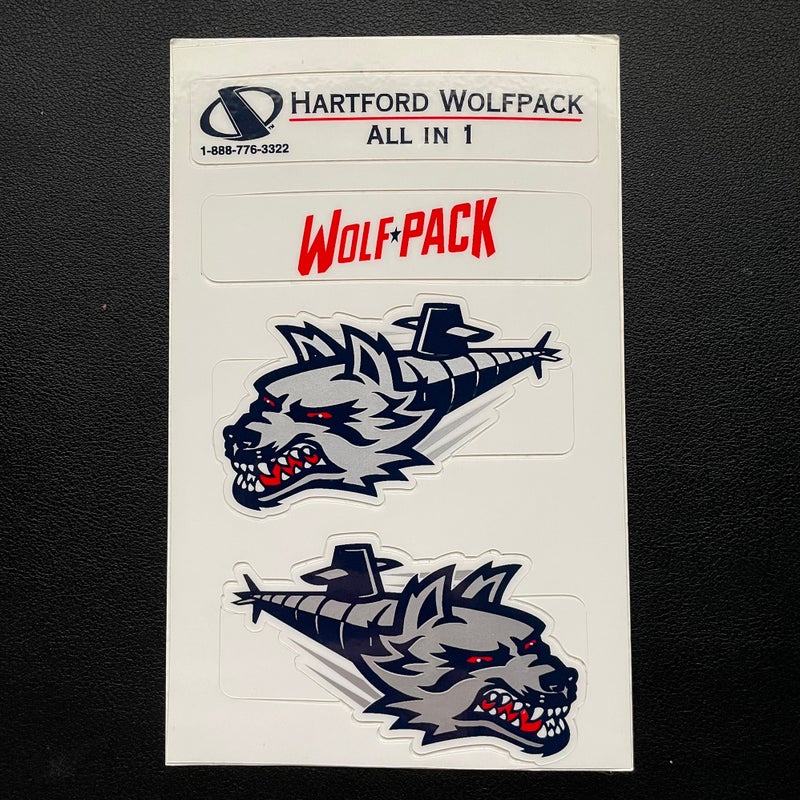 HARTFORD WOLFPACK
ALL IN 1
1-888-776-3322
WOLF★PACK